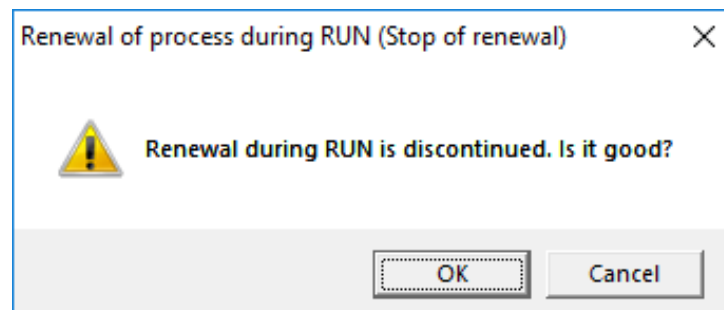 Renewal of process during RUN (Stop of renewal)
Renewal during RUN is discontinued. Is it good?
OK
Cancel